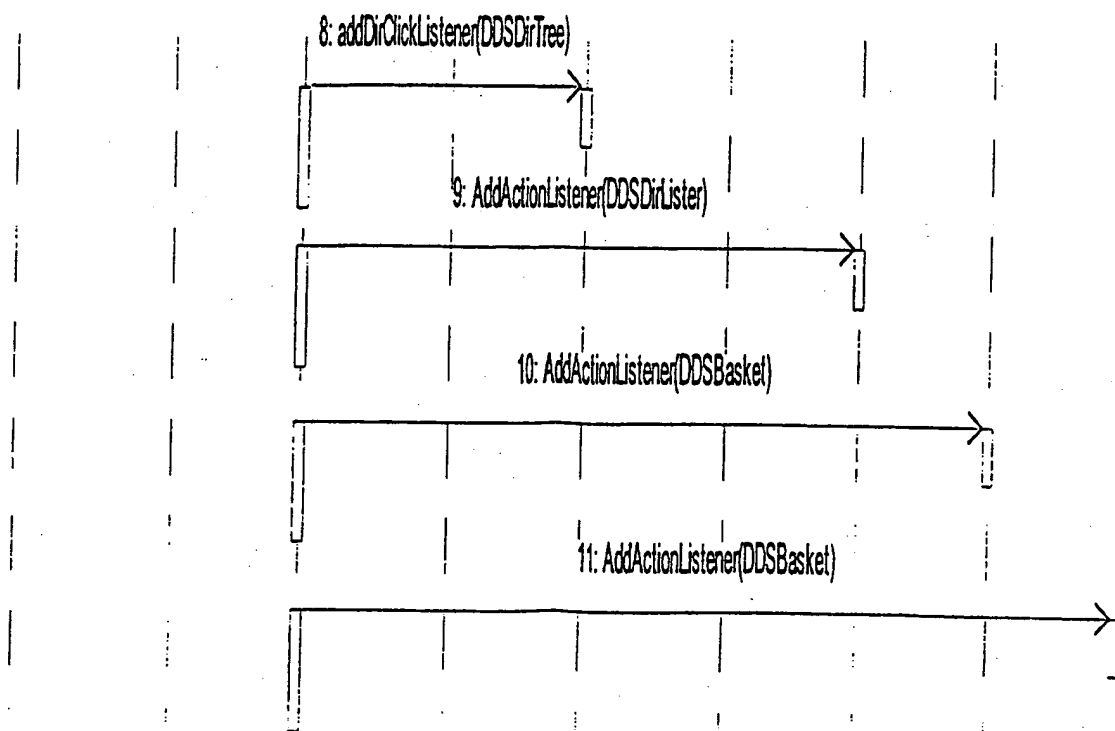 8: addDirClickListener(DDSDirTree)
9: AddActionListener(DDSDirLister)
10: AddActionListener(DDSBasket)
11: AddActionListener(DDSBasket)